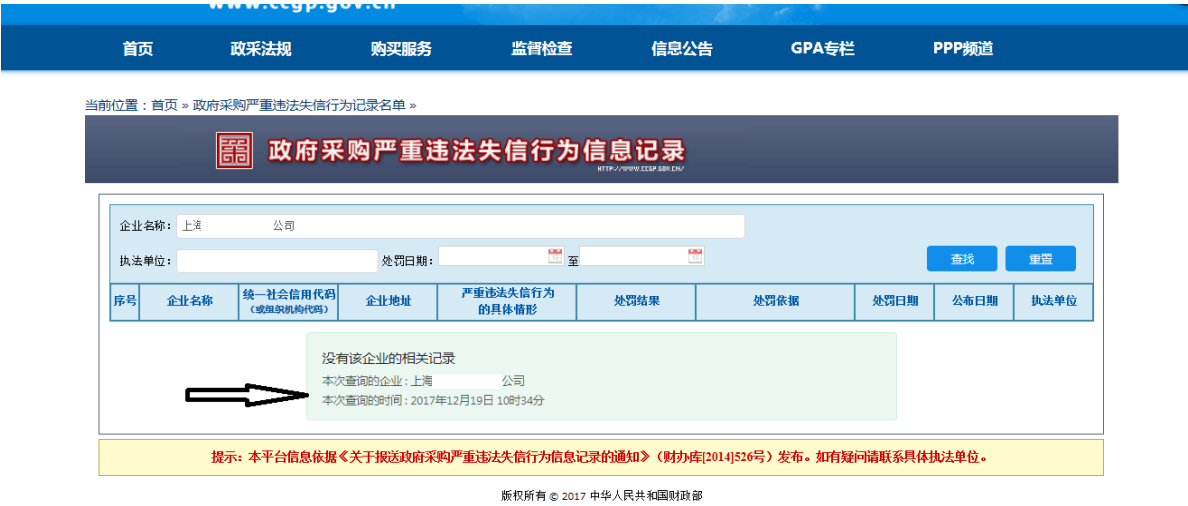 www.ccgp.gov.cn
首页 政采法规 购买服务 监督检查 信息公告 GPA专栏 PPP频道
当前位置：首页 » 政府采购严重违法失信行为记录名单 »
政府采购严重违法失信行为信息记录
HTTP://WWW.CCGP.GOV.CN/
企业名称： 上海 公司
执法单位： 处罚日期： 至 查找 重置
序号 企业名称 统一社会信用代码 （或组织机构代码） 企业地址 严重违法失信行为 的具体情形 处罚结果 处罚依据 处罚日期 公布日期 执法单位
没有该企业的相关记录
本次查询的企业 : 上海 公司
本次查询的时间 : 2017年12月19日 10时34分
提示：本平台信息依据《关于报送政府采购严重违法失信行为信息记录的通知》（财办库[2014]526号）发布。如有疑问请联系具体执法单位。
版权所有 © 2017 中华人民共和国财政部